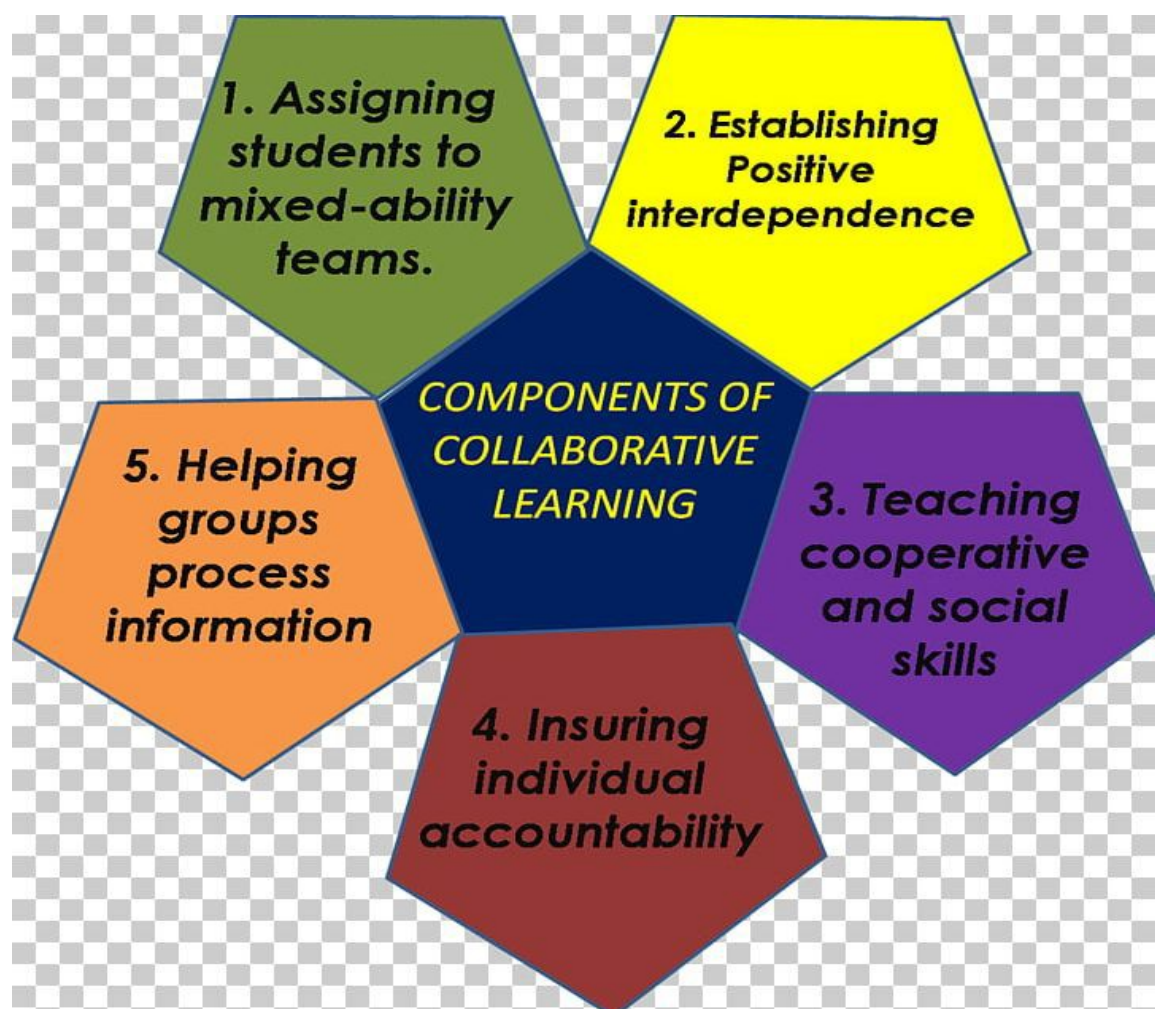 COMPONENTS OF
COLLABORATIVE
LEARNING
1. Assigning
students to
mixed-ability
teams.
2. Establishing
Positive
interdependence
3. Teaching
cooperative
and social
skills
4. Insuring
individual
accountability
5. Helping
groups
process
information